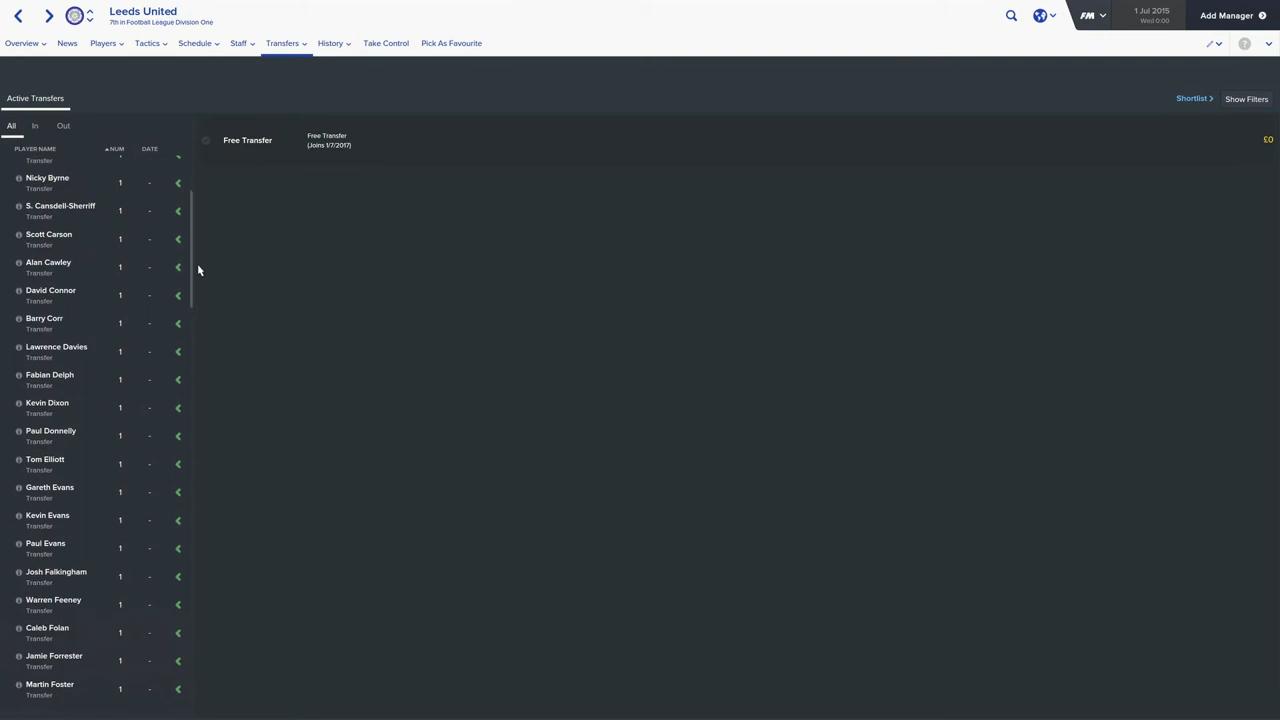 Leeds United
7th in Football League Division One
FM
1 Jul 2015
Wed 0:00
Add Manager
Overview
News
Players
Tactics
Schedule
Staff
Transfers
History
Take Control
Pick As Favourite
?
Active Transfers
Shortlist >
Show Filters
All In Out
PLAYER NAME NUM DATE
Transfer
Free Transfer
Free Transfer
(Joins 1/7/2017)
£0
Nicky Byrne 1 -
Transfer
S. Cansdell-Sherriff 1 -
Transfer
Scott Carson 1 -
Transfer
Alan Cawley 1 -
Transfer
David Connor 1 -
Transfer
Barry Corr 1 -
Transfer
Lawrence Davies 1 -
Transfer
Fabian Delph 1 -
Transfer
Kevin Dixon 1 -
Transfer
Paul Donnelly 1 -
Transfer
Tom Elliott 1 -
Transfer
Gareth Evans 1 -
Transfer
Kevin Evans 1 -
Transfer
Paul Evans 1 -
Transfer
Josh Falkingham 1 -
Transfer
Warren Feeney 1 -
Transfer
Caleb Folan 1 -
Transfer
Jamie Forrester 1 -
Transfer
Martin Foster 1 -
Transfer